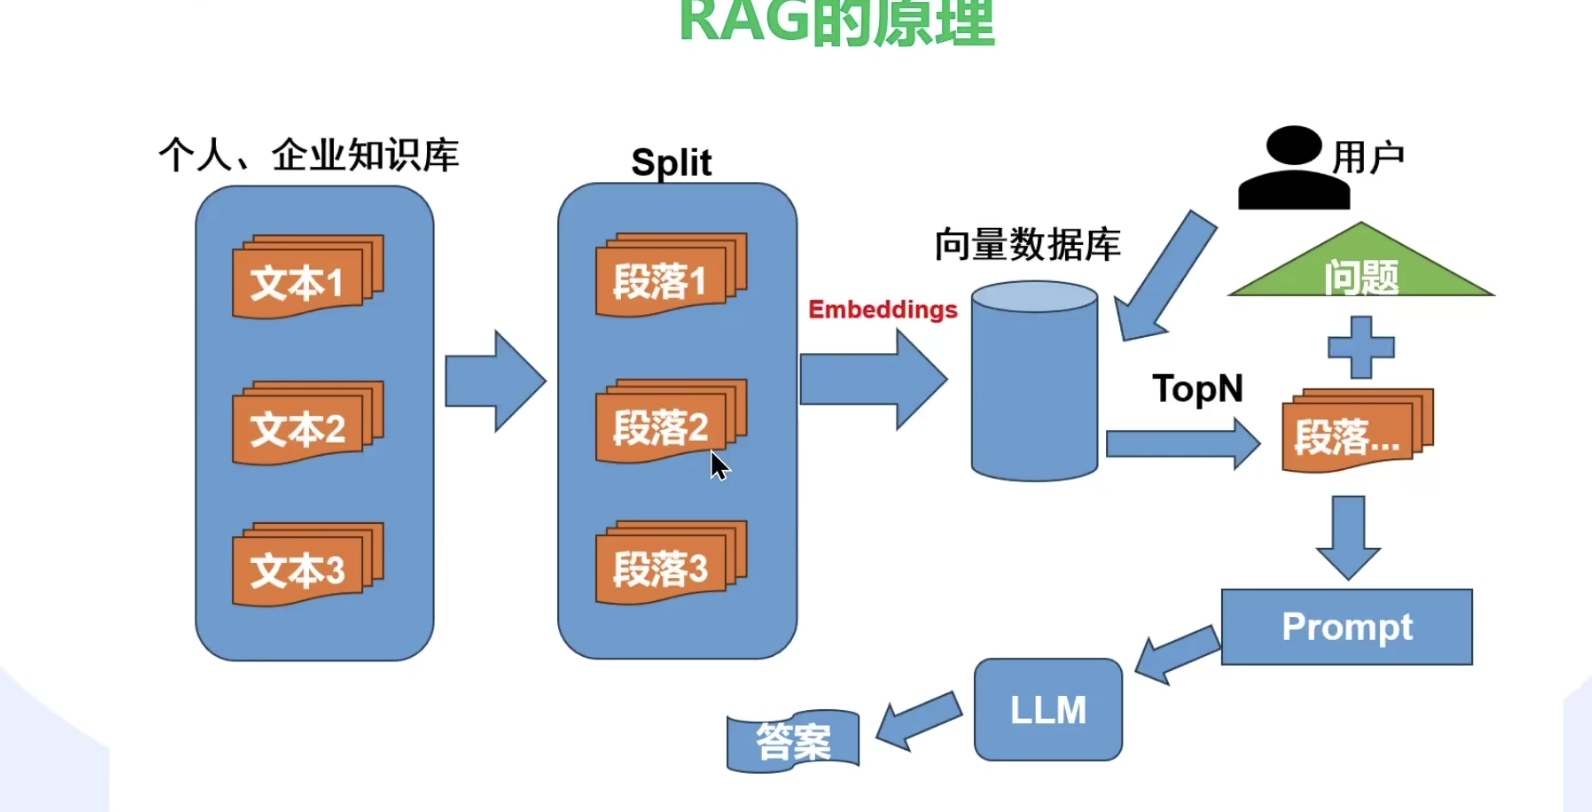 RAG的原理
个人、企业知识库
文本1
文本2
文本3
Split
段落1
段落2
段落3
Embeddings
向量数据库
用户
问题
TopN
段落...
Prompt
LLM
答案